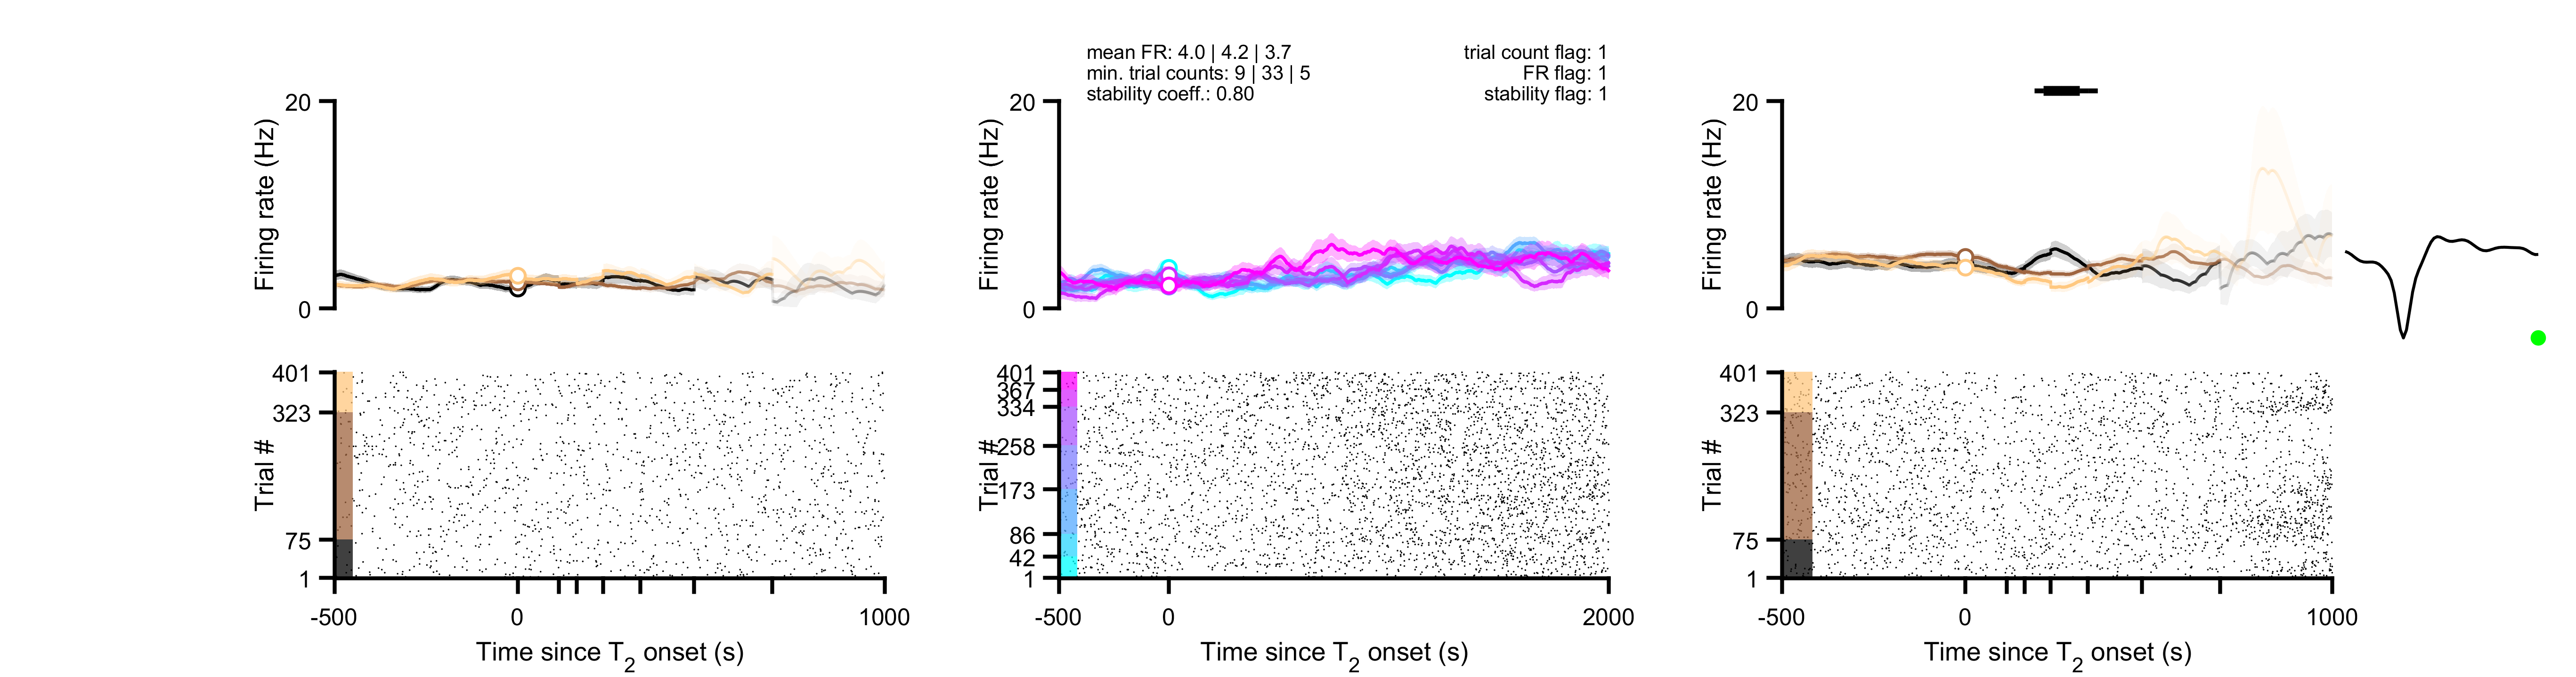 mean FR: 4.0 | 4.2 | 3.7
min. trial counts: 9 | 33 | 5
stability coeff.: 0.80
trial count flag: 1
FR flag: 1
stability flag: 1
20
Firing rate (Hz)
0
20
Firing rate (Hz)
0
20
Firing rate (Hz)
0
401
323
Trial #
75
1
-500
0
1000
Time since T2 onset (s)
401
367
334
258
Trial #
173
86
42
1
-500
0
2000
Time since T2 onset (s)
401
323
Trial #
75
1
-500
0
1000
Time since T2 onset (s)